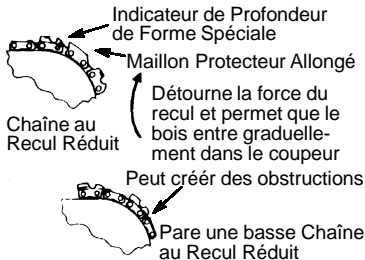 Indicateur de Profondeur
de Forme Spéciale
Maillon Protecteur Allongé
Détourne la force du
recul et permet que le
bois entre graduelle-
ment dans le coupeur
Chaîne au
Recul Réduit
Peut créér des obstructions
Pare une basse Chaîne
au Recul Réduit